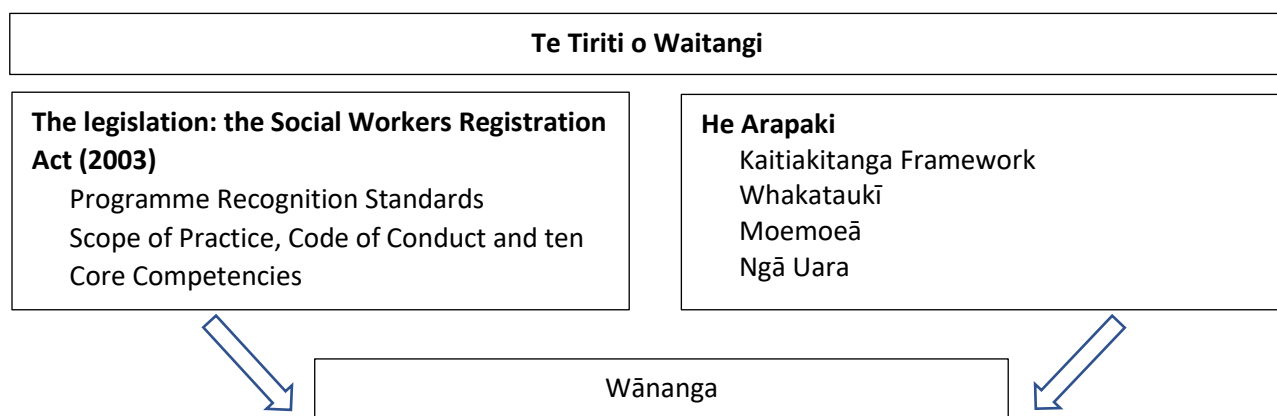 Te Tiriti o Waitangi
The legislation: the Social Workers Registration
Act (2003)
Programme Recognition Standards
Scope of Practice, Code of Conduct and ten
Core Competencies
He Arapaki
Kaitiakitanga Framework
Whakataukī
Moemoeā
Ngā Uara
Wānanga